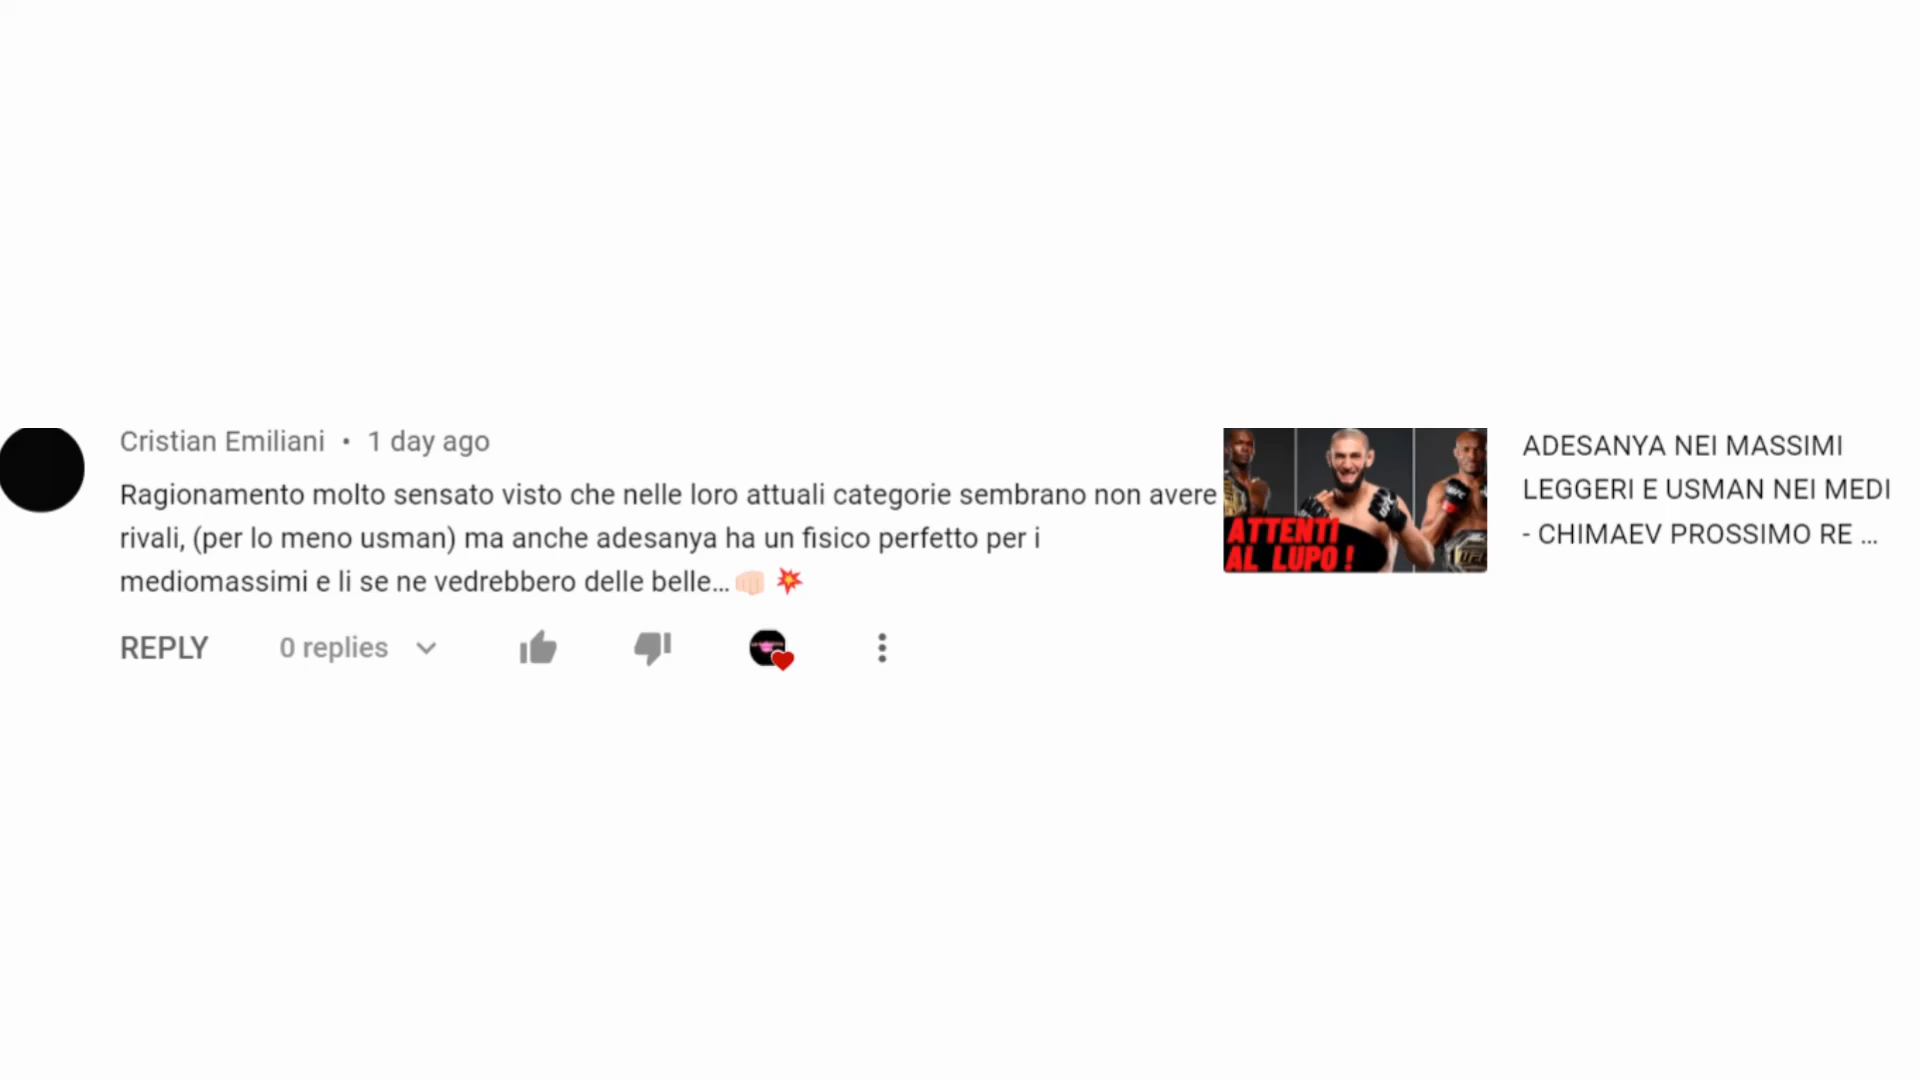 Cristian Emiliani • 1 day ago
Ragionamento molto sensato visto che nelle loro attuali categorie sembrano non avere
rivali, (per lo meno usman) ma anche adesanya ha un fisico perfetto per i
mediomassimi e li se ne vedrebbero delle belle...👊🏻 💥
REPLY 0 replies
ATTENTI
AL LUPO !
UFC
ADESANYA NEI MASSIMI
LEGGERI E USMAN NEI MEDI
- CHIMAEV PROSSIMO RE ...